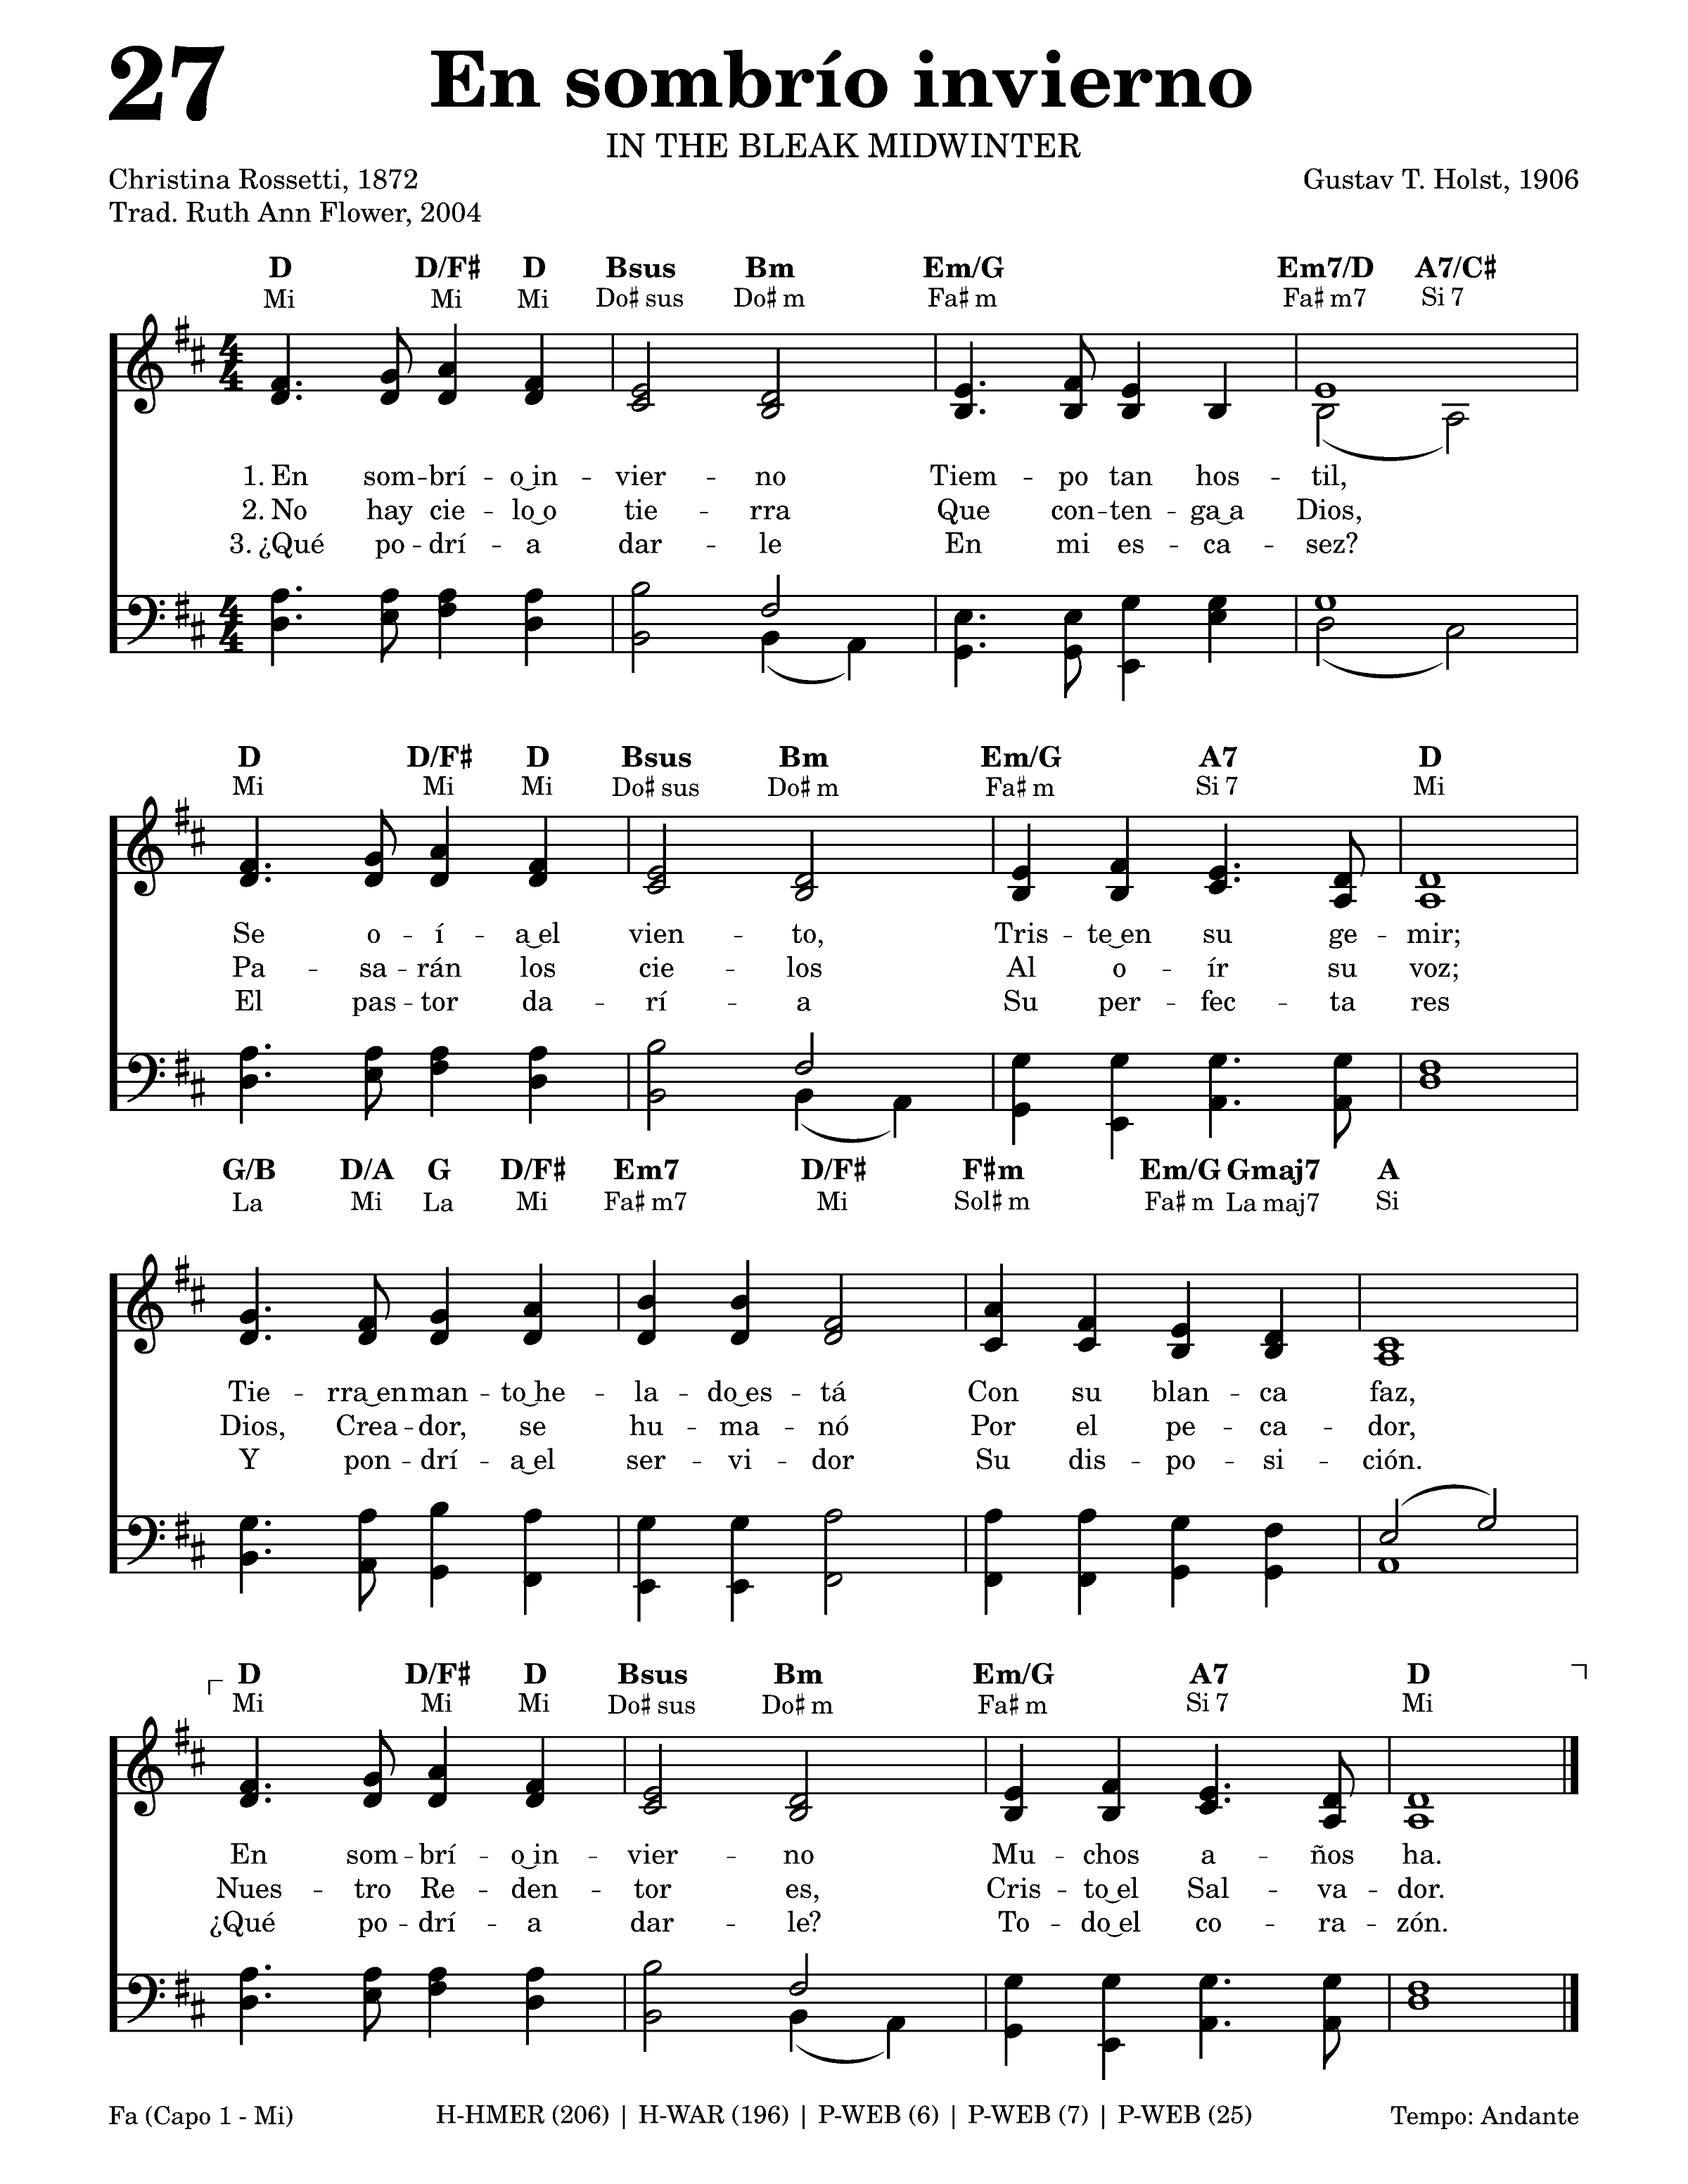 27
En sombrío invierno
IN THE BLEAK MIDWINTER
Christina Rossetti, 1872
Gustav T. Holst, 1906
Trad. Ruth Ann Flower, 2004
D D/F♯ D Bsus Bm Em/G Em7/D A7/C♯
Mi Mi Mi Do♯ sus Do♯ m Fa♯ m Fa♯ m7 Si 7
4/4
1. En som - brí - o‿in - vier - no Tiem - po tan hos - til,
2. No hay cie - lo‿o tie - rra Que con - ten - ga‿a Dios,
3. ¿Qué po - drí - a dar - le En mi es - ca - sez?
4/4
D D/F♯ D Bsus Bm Em/G A7 D
Mi Mi Mi Do♯ sus Do♯ m Fa♯ m Si 7 Mi
Se o - í - a‿el vien - to, Tris - te‿en su ge - mir;
Pa - sa - rán los cie - los Al o - ír su voz;
El pas - tor da - rí - a Su per - fec - ta res
G/B D/A G D/F♯ Em7 D/F♯ F♯m Em/G Gmaj7 A
La Mi La Mi Fa♯ m7 Mi Sol♯ m Fa♯ m La maj7 Si
Tie - rra‿en man - to‿he - la - do‿es - tá Con su blan - ca faz,
Dios, Crea - dor, se hu - ma - nó Por el pe - ca - dor,
Y pon - drí - a‿el ser - vi - dor Su dis - po - si - ción.
D D/F♯ D Bsus Bm Em/G A7 D
Mi Mi Mi Do♯ sus Do♯ m Fa♯ m Si 7 Mi
En som - brí - o‿in - vier - no Mu - chos a - ños ha.
Nues - tro Re - den - tor es, Cris - to‿el Sal - va - dor.
¿Qué po - drí - a dar - le? To - do‿el co - ra - zón.
Fa (Capo 1 - Mi)
H-HMER (206) | H-WAR (196) | P-WEB (6) | P-WEB (7) | P-WEB (25)
Tempo: Andante